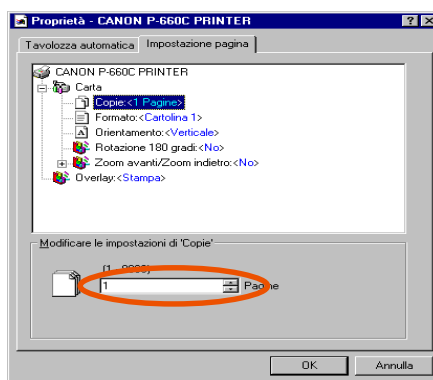 Proprietà - CANON P-660C PRINTER
Tavolozza automatica Impostazione pagina
CANON P-660C PRINTER
Carta
Copie:<1 Pagine>
Formato:<Cartolina 1>
Orientamento:<Verticale>
Rotazione 180 gradi:<No>
Zoom avanti/Zoom indietro:<No>
Overlay:<Stampa>
Modificare le impostazioni di 'Copie'
1
Pagine
OK Annulla